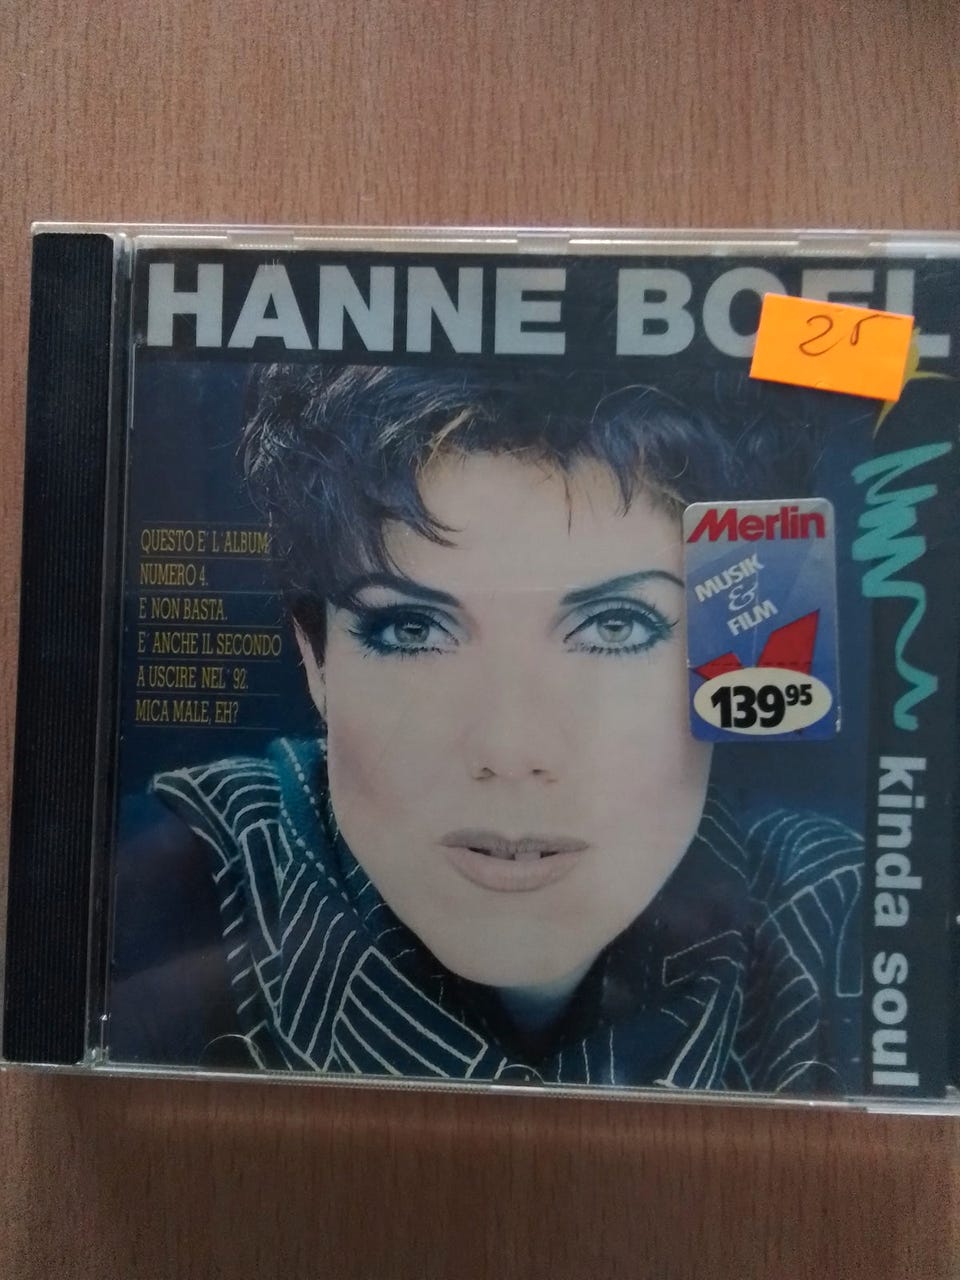 HANNE BOEL
25
QUESTO E' L'ALBUM
NUMERO 4.
E NON BASTA.
E' ANCHE IL SECONDO
A USCIRE NEL '92.
MICA MALE, EH?
Merlin
MUSIK
&
FILM
139 95
kinda soul